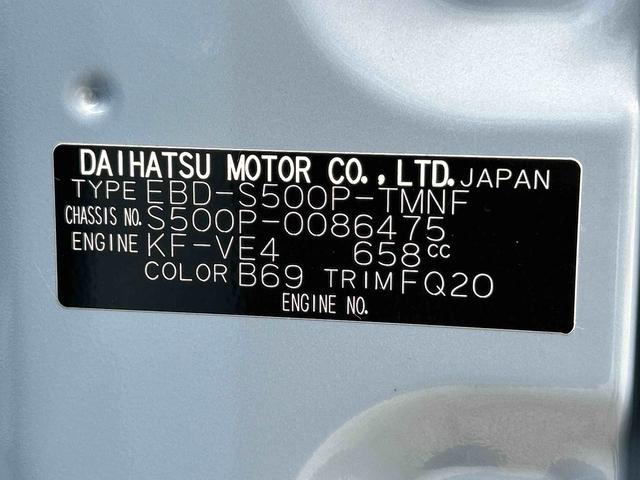 DAIHATSU MOTOR CO.,LTD. JAPAN
TYPE EBD-S500P-TMNF
CHASSIS NO. S500P-0086475
ENGINE KF-VE4 658cc
COLOR B69 TRIM FQ20
ENGINE NO.